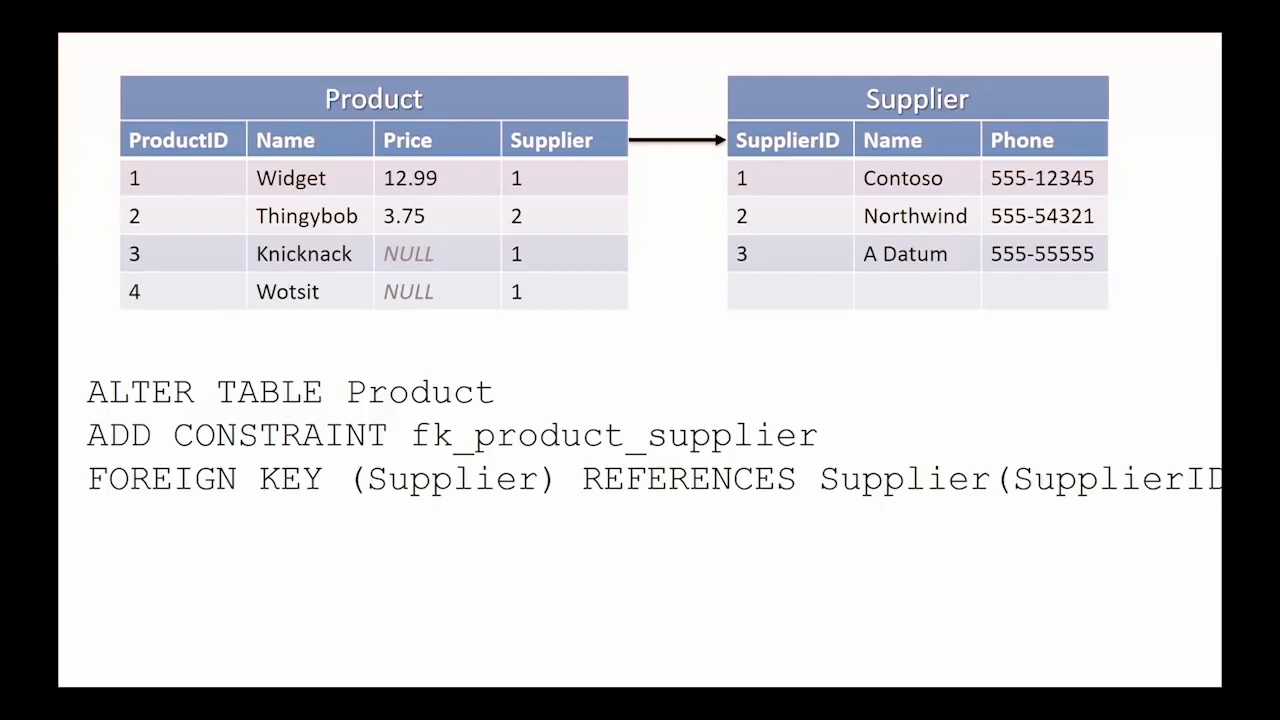 Product
ProductID Name Price Supplier
1 Widget 12.99 1
2 Thingybob 3.75 2
3 Knicknack NULL 1
4 Wotsit NULL 1
Supplier
SupplierID Name Phone
1 Contoso 555-12345
2 Northwind 555-54321
3 A Datum 555-55555
ALTER TABLE Product
ADD CONSTRAINT fk_product_supplier
FOREIGN KEY (Supplier) REFERENCES Supplier(SupplierID